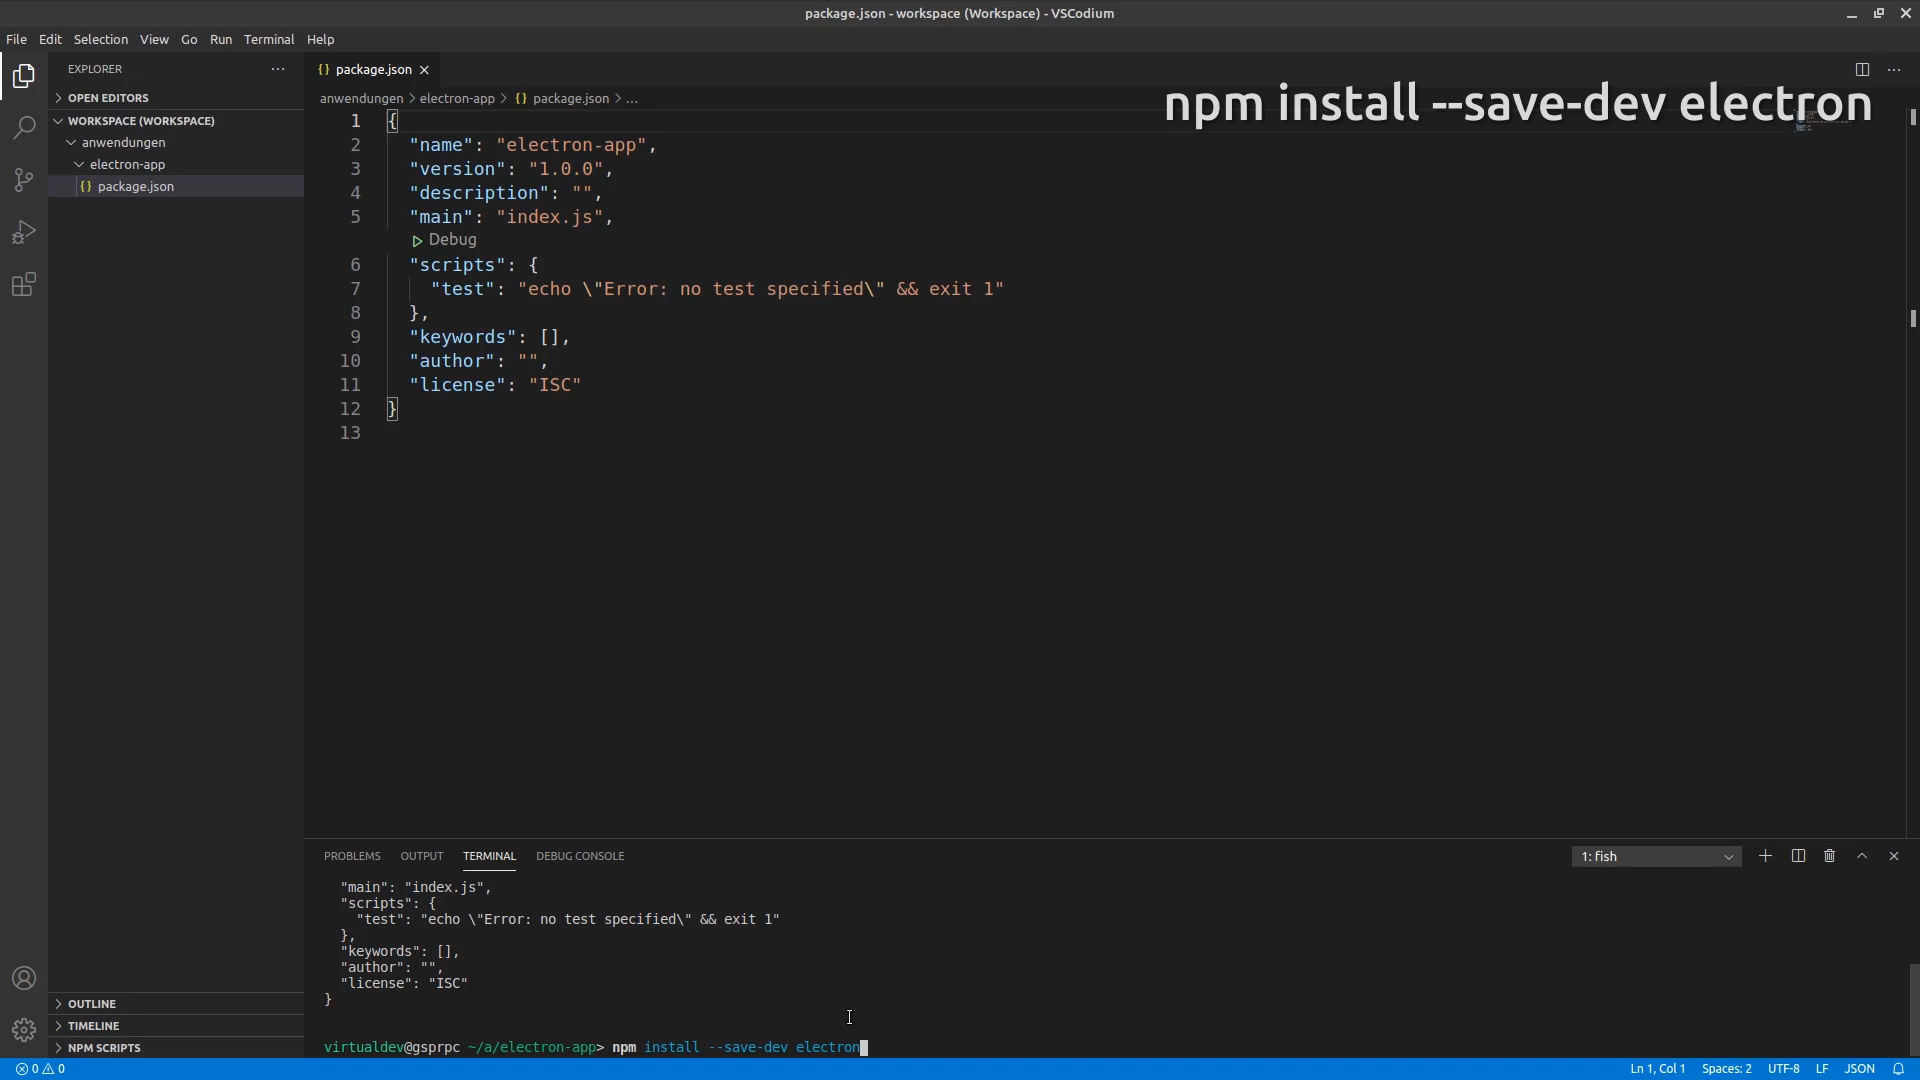 package.json - workspace (Workspace) - VSCodium
File Edit Selection View Go Run Terminal Help
EXPLORER
package.json
OPEN EDITORS
anwendungen > electron-app > {} package.json > ...
npm install --save-dev electron
WORKSPACE (WORKSPACE)
anwendungen
electron-app
{} package.json
1 {
2 "name": "electron-app",
3 "version": "1.0.0",
4 "description": "",
5 "main": "index.js",
Debug
6 "scripts": {
7 "test": "echo \"Error: no test specified\" && exit 1"
8 },
9 "keywords": [],
10 "author": "",
11 "license": "ISC"
12 }
13
PROBLEMS OUTPUT TERMINAL DEBUG CONSOLE
1: fish
"main": "index.js",
"scripts": {
"test": "echo \"Error: no test specified\" && exit 1"
},
"keywords": [],
"author": "",
"license": "ISC"
}
virtualdev@gsprpc ~/a/electron-app> npm install --save-dev electron
OUTLINE
TIMELINE
NPM SCRIPTS
0 0
Ln 1, Col 1 Spaces: 2 UTF-8 LF JSON